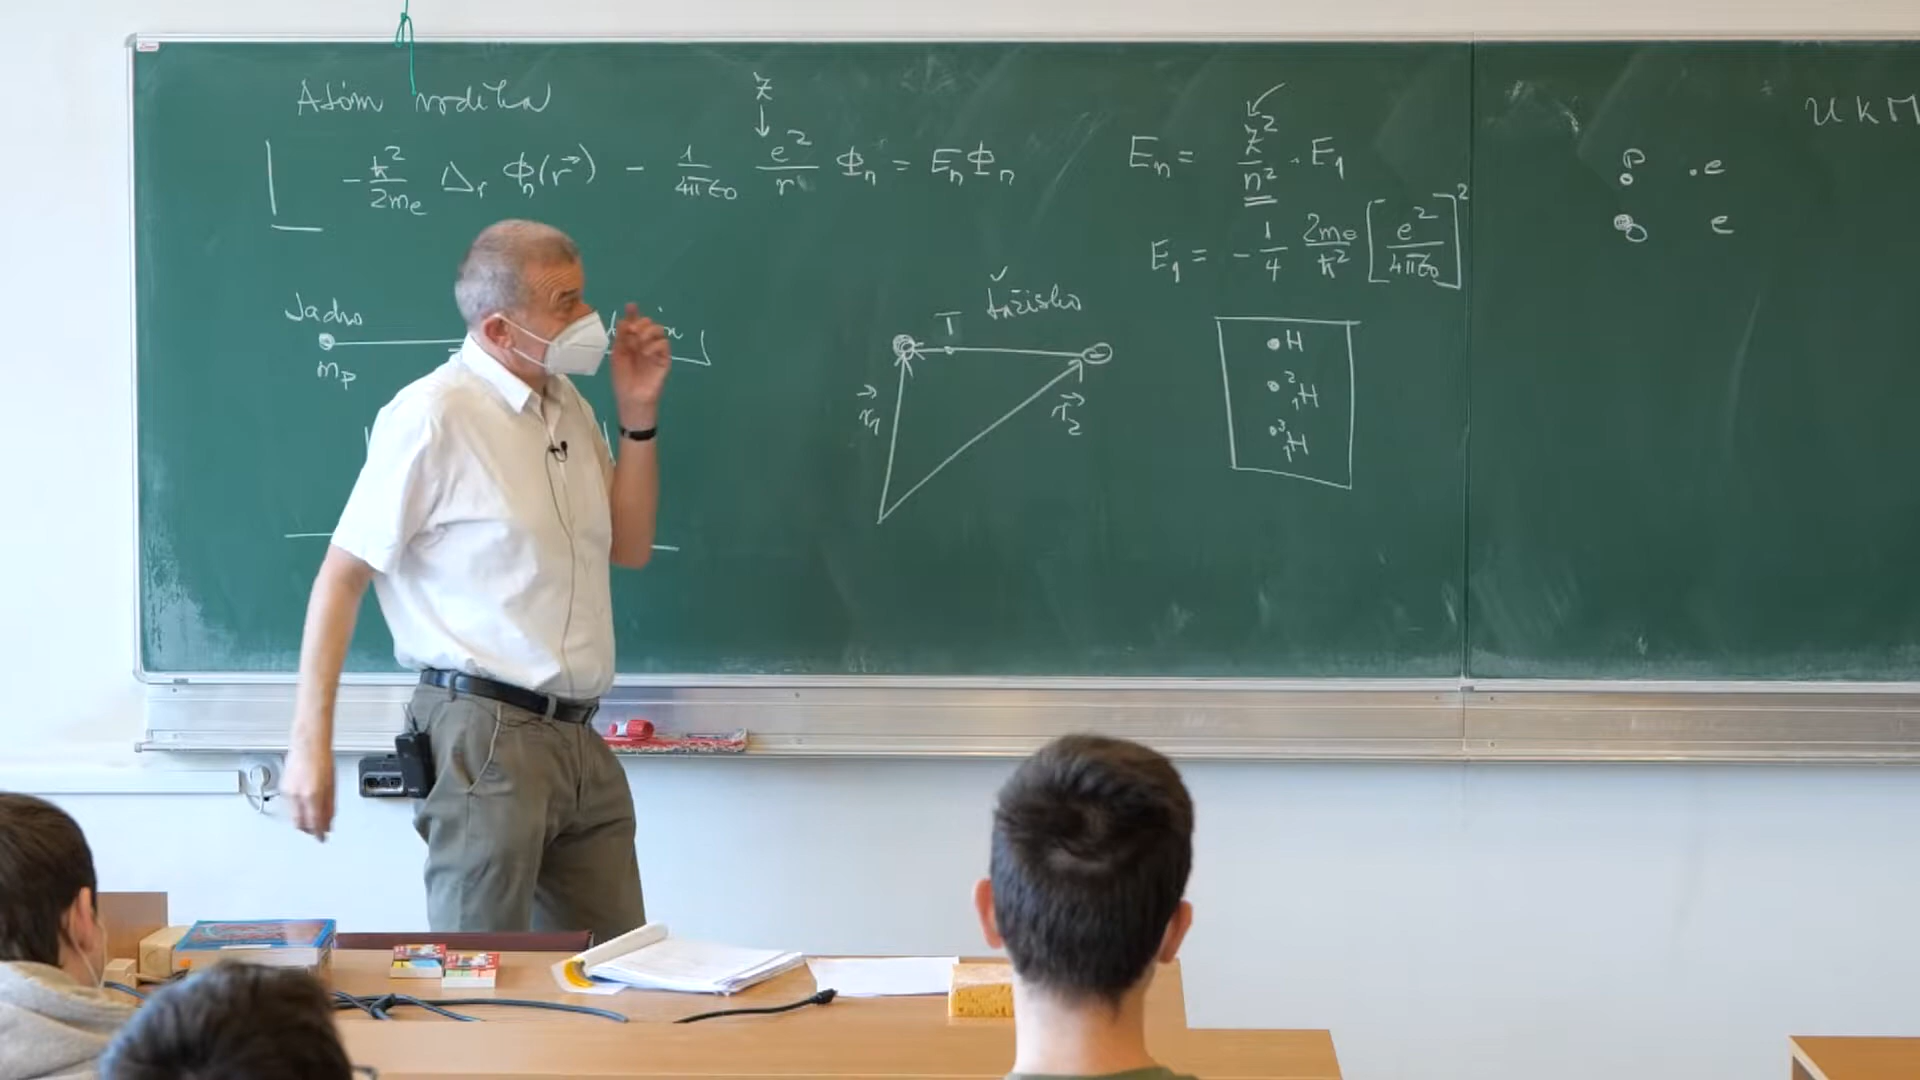 Atóm vodíka
Z
↓
-ħ²/2mₑ Δᵣ Φₙ(r⃗) - 1/4πε₀ e²/r Φₙ = EₙΦₙ
Eₙ = Z²/n² · E₁
E₁ = - 1/4 2mₑ/ħ² [e²/4πε₀]²
Jadro
mₚ
T
ťažisko
r⃗₁
r⃗₂
-
H
²₁H
³₁H
p . e
e